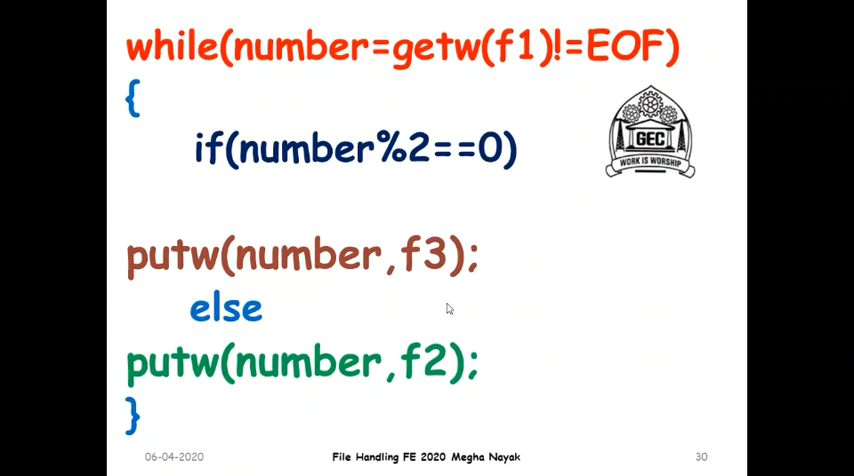 while(number=getw(f1)!=EOF)
{
if(number%2==0)
GEC
WORK IS WORSHIP
putw(number,f3);
else
putw(number,f2);
}
06-04-2020
File Handling FE 2020 Megha Nayak
30